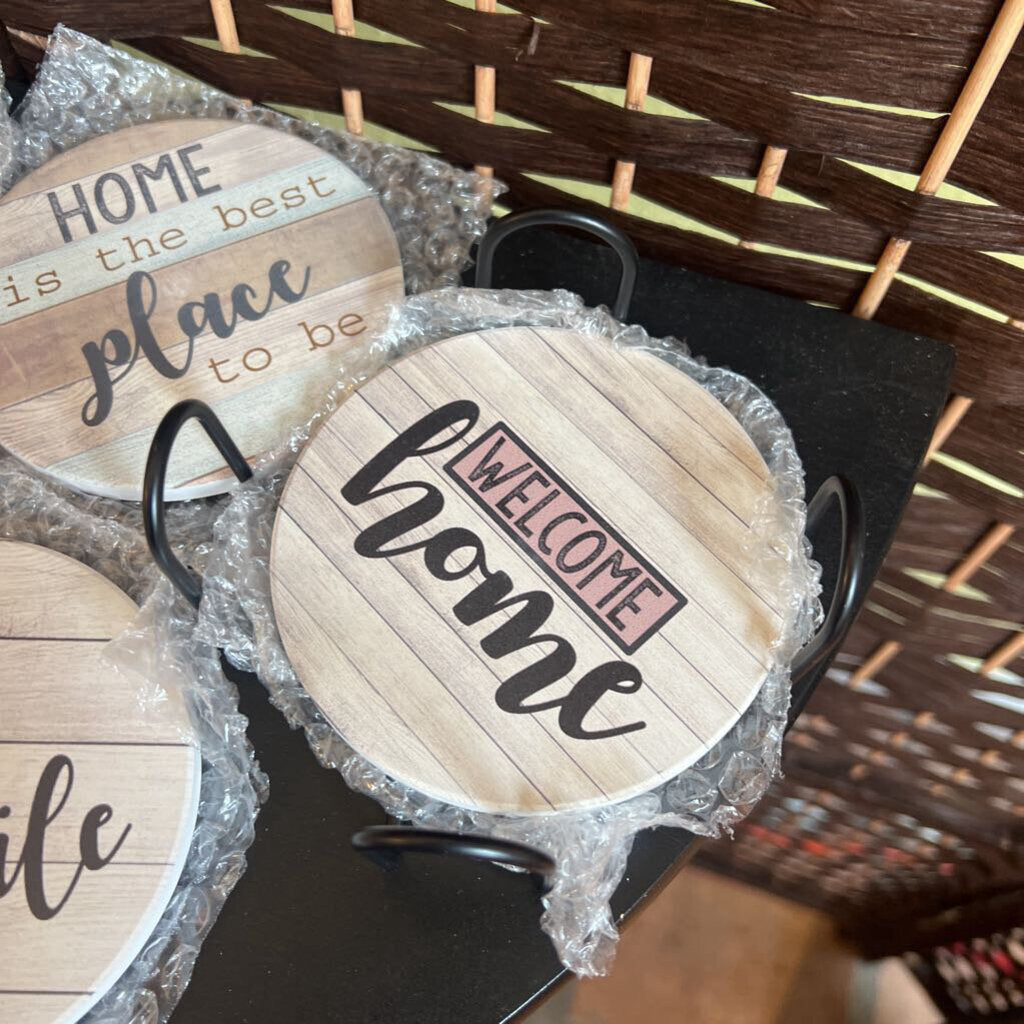 HOME
is the best
place
to be
WELCOME
home